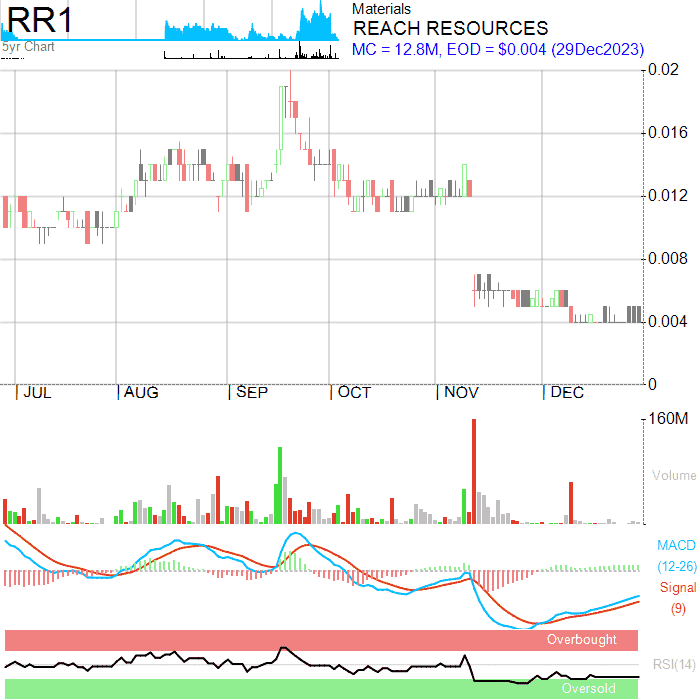 RR1
5yr Chart
Materials
REACH RESOURCES
MC = 12.8M, EOD = $0.004 (29Dec2023)
0.02
0.016
0.012
0.008
0.004
0
JUL AUG SEP OCT NOV DEC
160M
Volume
MACD
(12-26)
Signal
(9)
Overbought
RSI(14)
Oversold